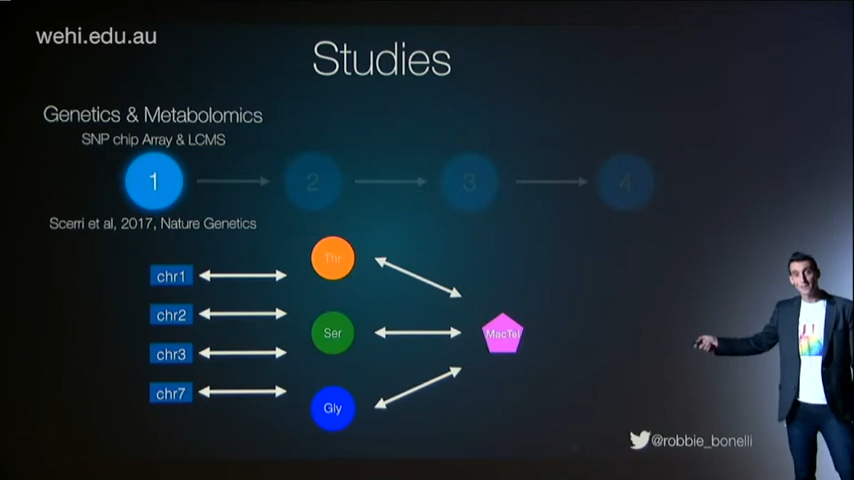 wehi.edu.au
Studies
Genetics & Metabolomics
SNP chip Array & LCMS
1
2
3
4
Scerri et al, 2017, Nature Genetics
Thr
chr1
chr2
Ser
MacTel
chr3
chr7
Gly
@robbie_bonelli